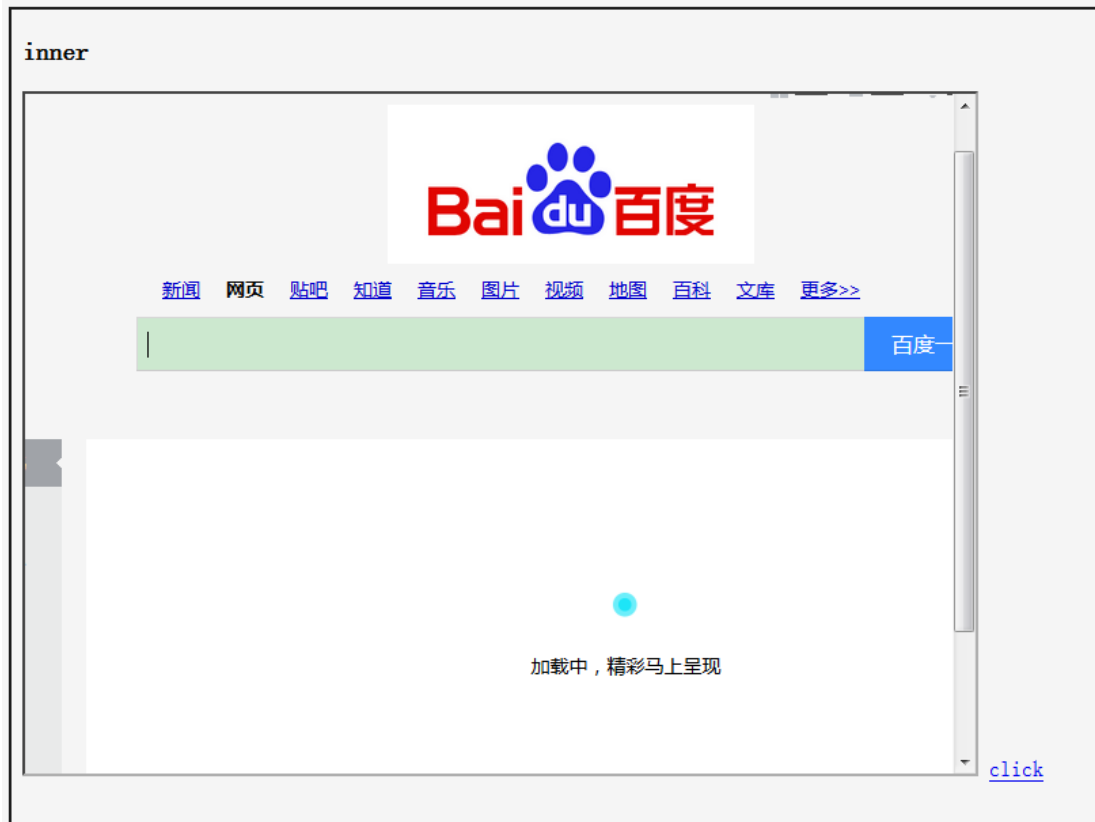 inner
Bai du 百度
新闻 网页 贴吧 知道 音乐 图片 视频 地图 百科 文库 更多>>
百度一
加载中，精彩马上呈现
click